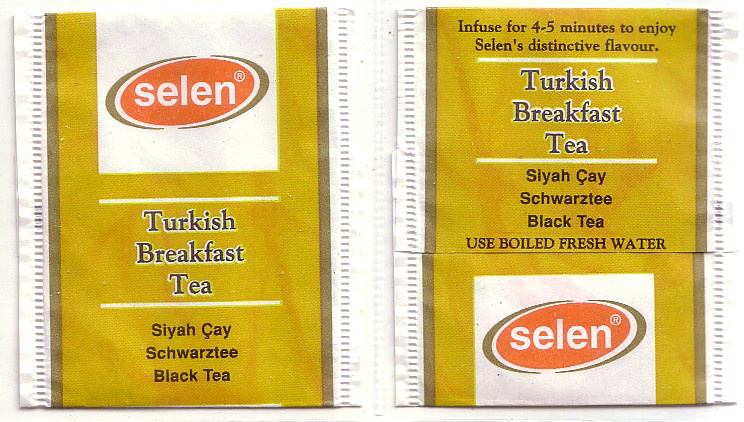 selen®
Turkish
Breakfast
Tea
Siyah Çay
Schwarztee
Black Tea
Infuse for 4-5 minutes to enjoy
Selen's distinctive flavour.
Turkish
Breakfast
Tea
Siyah Çay
Schwarztee
Black Tea
USE BOILED FRESH WATER
selen®